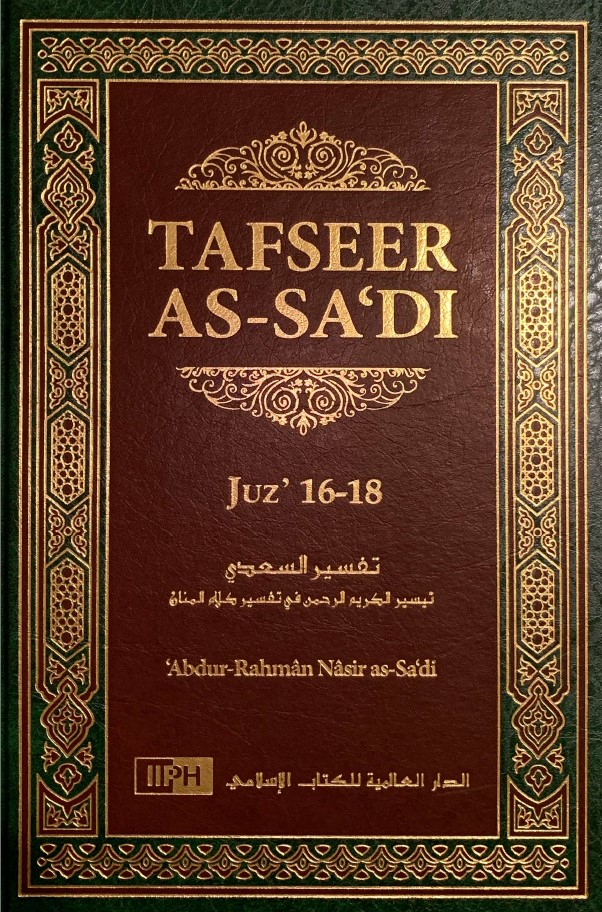 TAFSEER
AS-SA‘DI
JUZ’ 16-18
تفسير السعدي
تيسير الكريم الرحمن في تفسير كلام المنان
‘Abdur-Rahmân Nâsir as-Sa‘di
IIPH الدار العالمية للكتاب الإسلامي